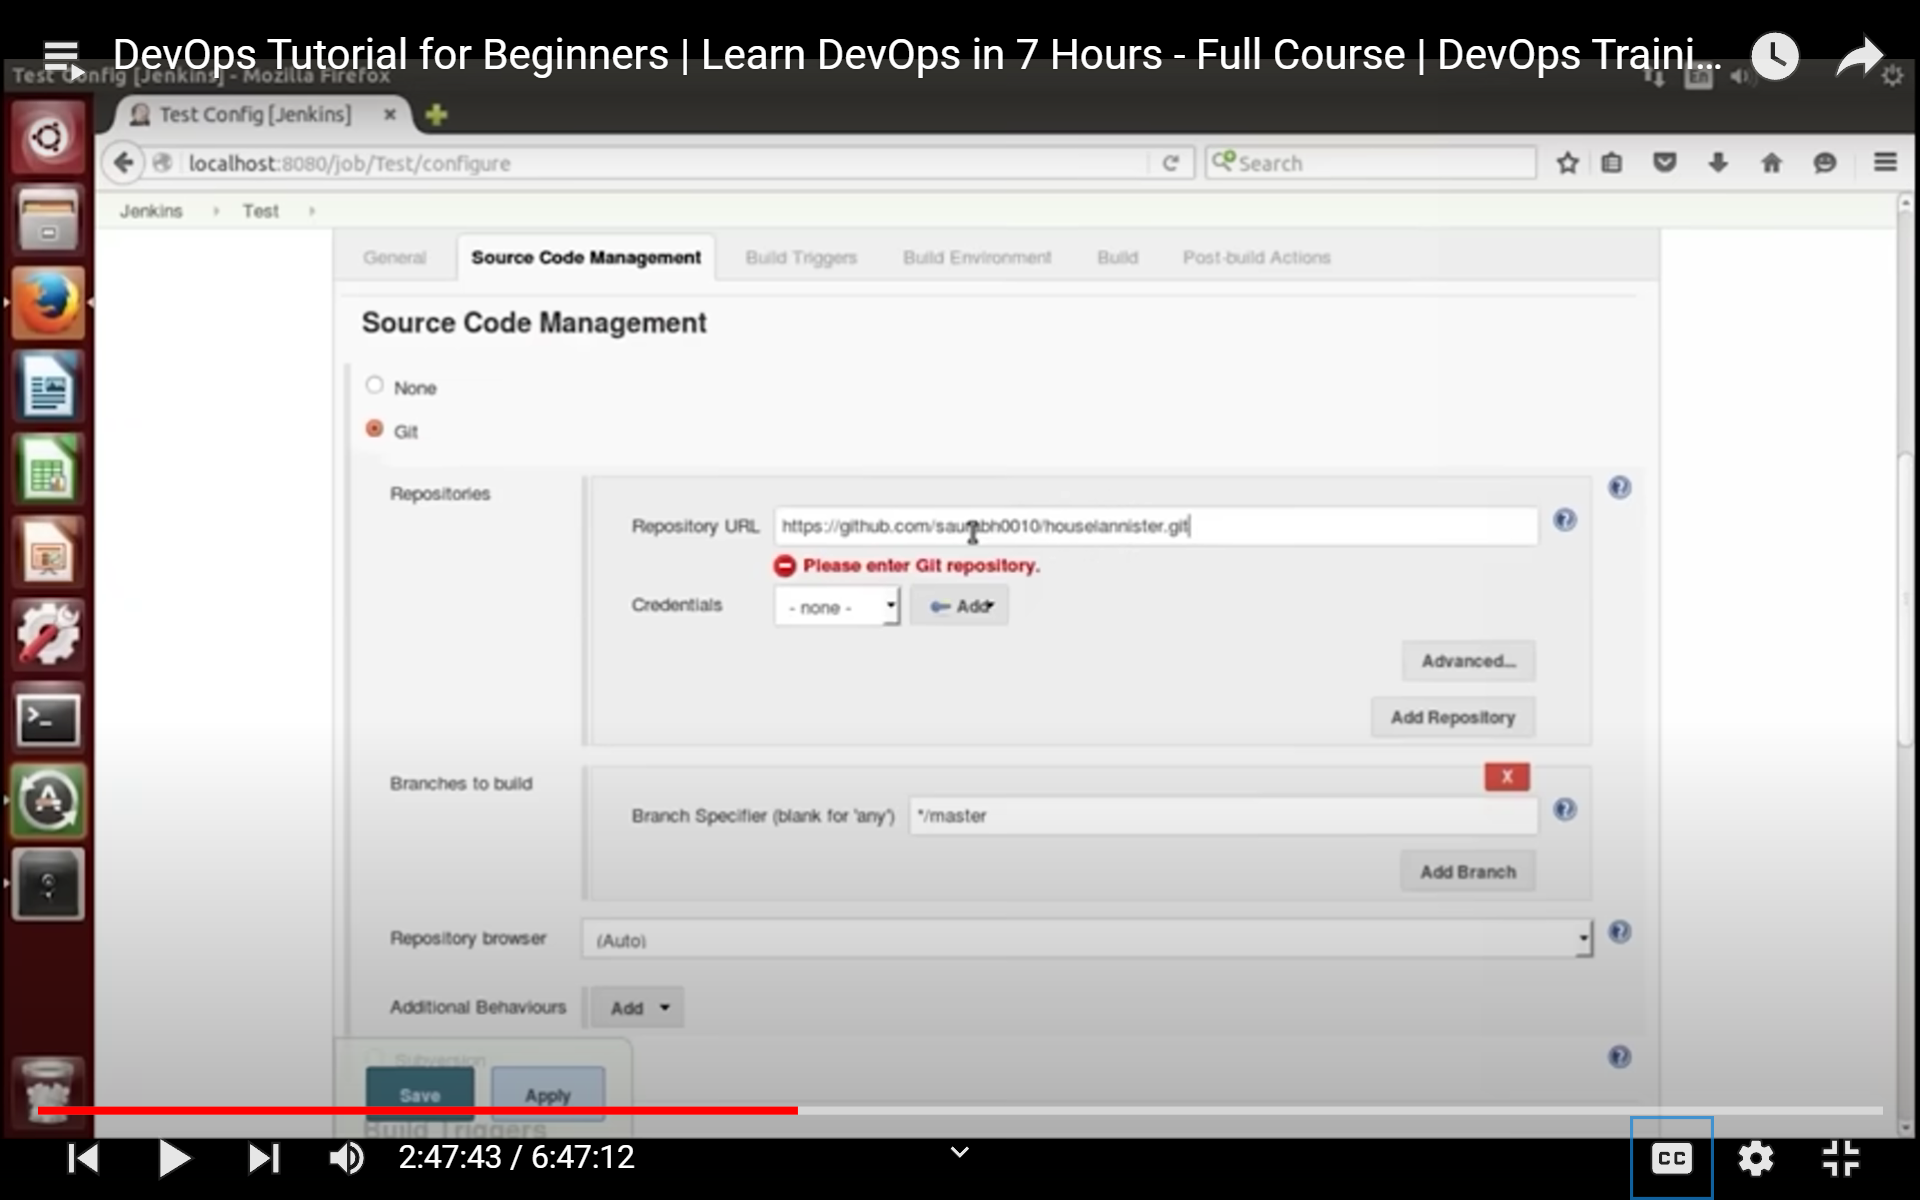 DevOps Tutorial for Beginners | Learn DevOps in 7 Hours - Full Course | DevOps Traini...
Test Config [Jenkins] - Mozilla Firefox
En
Test Config [Jenkins]
localhost:8080/job/Test/configure
Search
Jenkins Test
General Source Code Management Build Triggers Build Environment Build Post-build Actions
Source Code Management
None
Git
Repositories
Repository URL https://github.com/saurabh0010/houselannister.git
Please enter Git repository.
Credentials - none - Add
Advanced...
Add Repository
X
Branches to build
Branch Specifier (blank for 'any') */master
Add Branch
Repository browser (Auto)
Additional Behaviours Add
Subversion
Save Apply
Build Triggers
2:47:43 / 6:47:12
CC